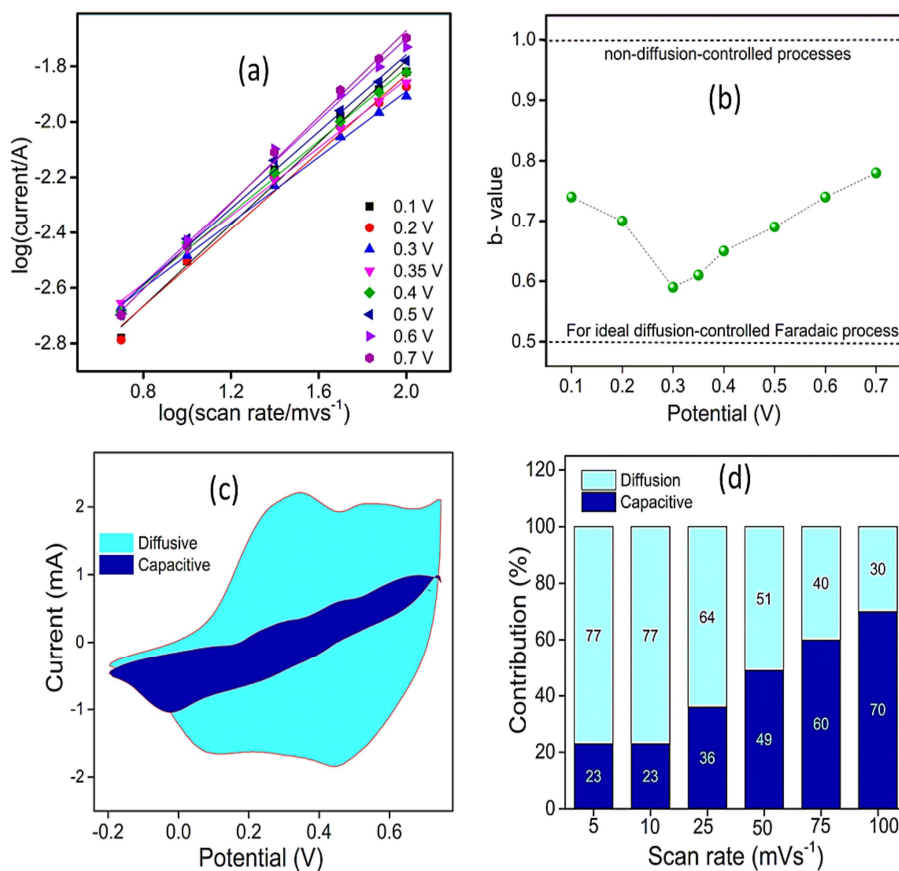 (a)
-1.8
-2.0
-2.2
-2.4
-2.6
-2.8
log(current/A)
0.1 V
0.2 V
0.3 V
0.35 V
0.4 V
0.5 V
0.6 V
0.7 V
0.8 1.2 1.6 2.0
log(scan rate/mvs⁻¹)
(b)
1.0
0.9
0.8
0.7
0.6
0.5
b- value
non-diffusion-controlled processes
For ideal diffusion-controlled Faradaic process
0.1 0.2 0.3 0.4 0.5 0.6 0.7
Potential (V)
(c)
2
1
0
-1
-2
Current (mA)
Diffusive
Capacitive
-0.2 0.0 0.2 0.4 0.6
Potential (V)
(d)
120
100
80
60
40
20
0
Contribution (%)
Diffusion
Capacitive
77 77 64 51 40 30
23 23 36 49 60 70
5 10 25 50 75 100
Scan rate (mVs⁻¹)